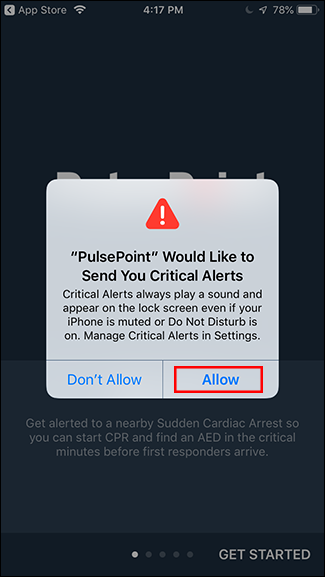 App Store 4:17 PM 78%
"PulsePoint" Would Like to
Send You Critical Alerts
Critical Alerts always play a sound and
appear on the lock screen even if your
iPhone is muted or Do Not Disturb is
on. Manage Critical Alerts in Settings.
Don't Allow Allow
Get alerted to a nearby Sudden Cardiac Arrest so
you can start CPR and find an AED in the critical
minutes before first responders arrive.
GET STARTED